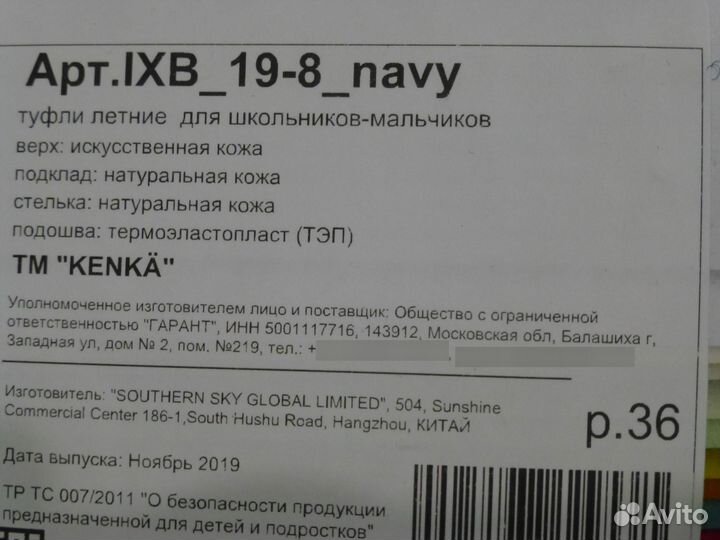 Арт.IXB_19-8_navy
туфли летние для школьников-мальчиков
верх: искусственная кожа
подклад: натуральная кожа
стелька: натуральная кожа
подошва: термоэластопласт (ТЭП)
ТМ "KENKÄ"
Уполномоченное изготовителем лицо и поставщик: Общество с ограниченной
ответственностью "ГАРАНТ", ИНН 5001117716, 143912, Московская обл, Балашиха г,
Западная ул, дом № 2, пом. №219, тел.: +
Изготовитель: "SOUTHERN SKY GLOBAL LIMITED", 504, Sunshine
Commercial Center 186-1,South Hushu Road, Hangzhou, КИТАЙ
р.36
Дата выпуска: Ноябрь 2019
ТР ТС 007/2011 "О безопасности продукции
предназначенной для детей и подростков"
Avito